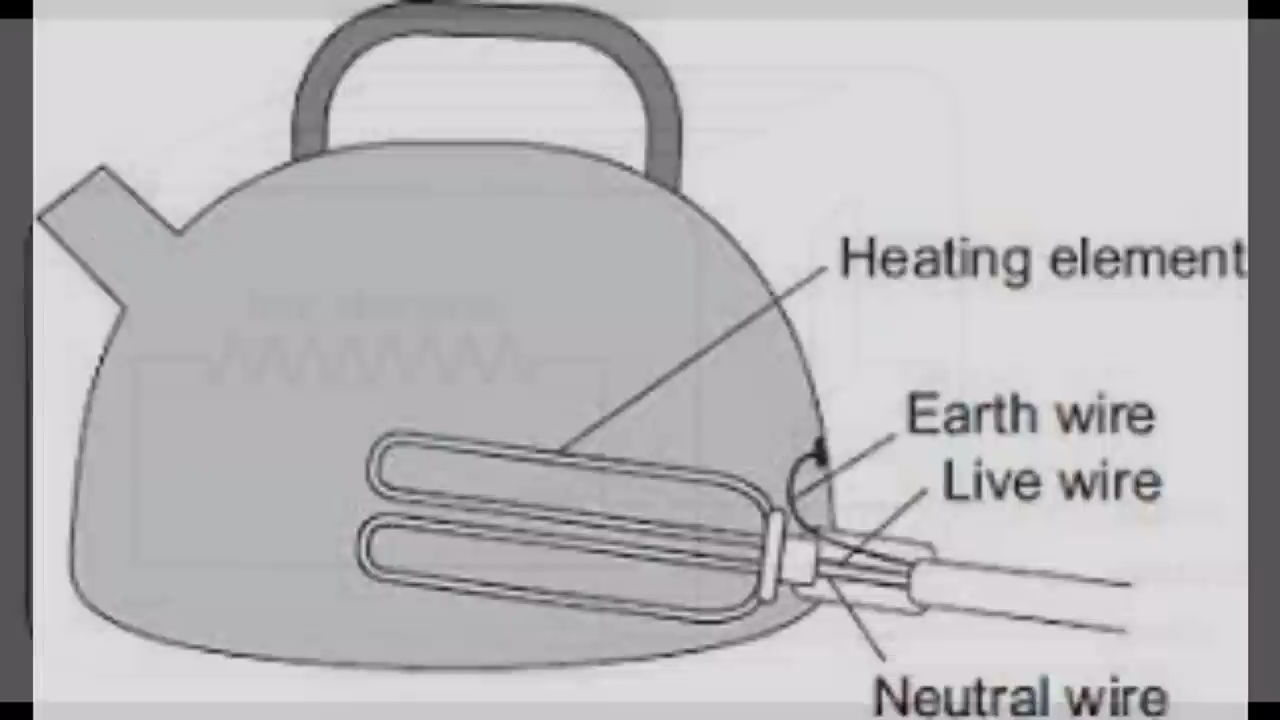 Heating element
Earth wire
Live wire
Neutral wire